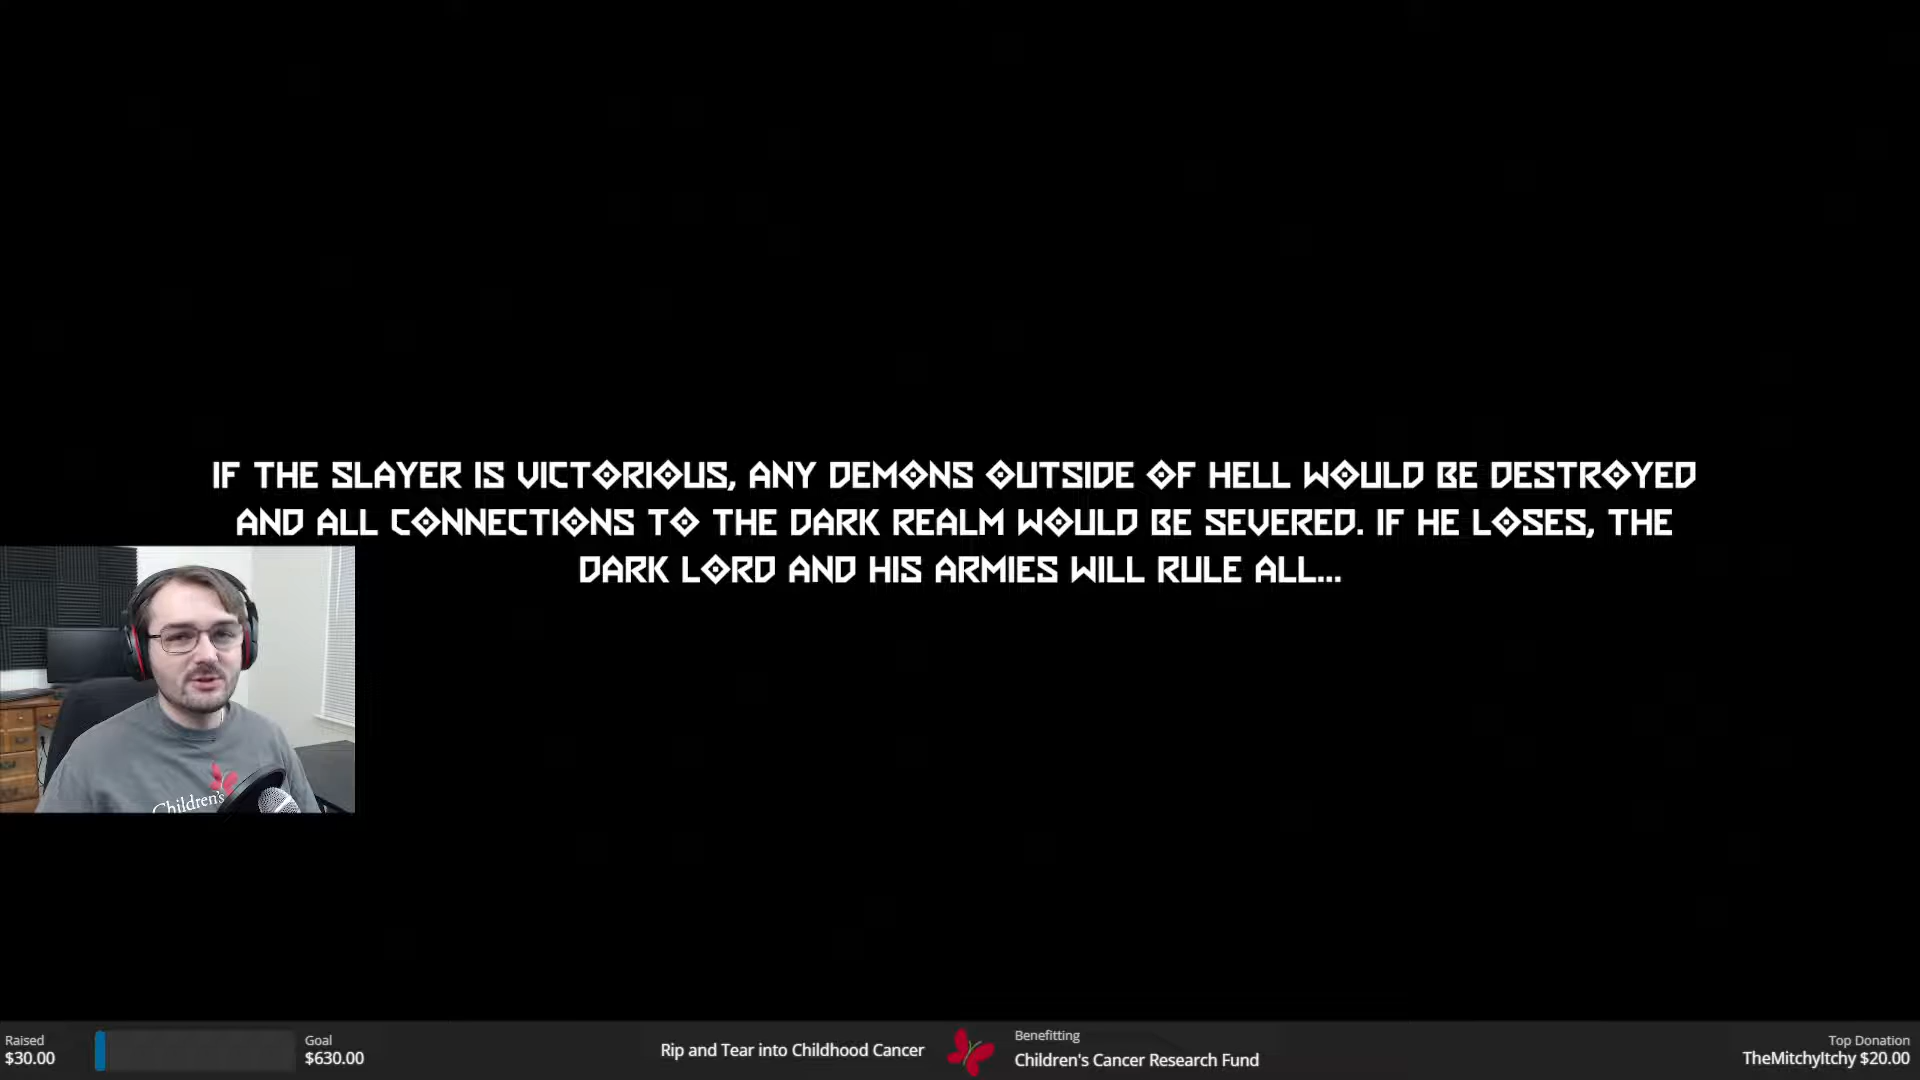 IF THE SLAYER IS VICTORIOUS, ANY DEMONS OUTSIDE OF HELL WOULD BE DESTROYED
AND ALL CONNECTIONS TO THE DARK REALM WOULD BE SEVERED. IF HE LOSES, THE
DARK LORD AND HIS ARMIES WILL RULE ALL...
Children's
Raised
$30.00
Goal
$630.00
Rip and Tear into Childhood Cancer
Benefitting
Children's Cancer Research Fund
Top Donation
TheMitchyItchy $20.00